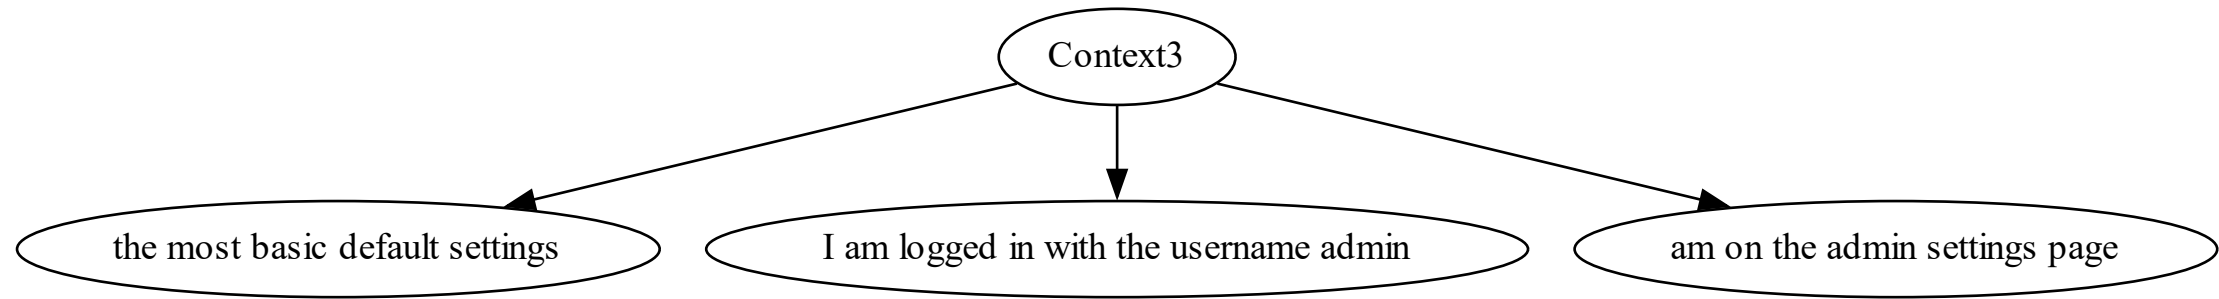 Context3
the most basic default settings
I am logged in with the username admin
am on the admin settings page